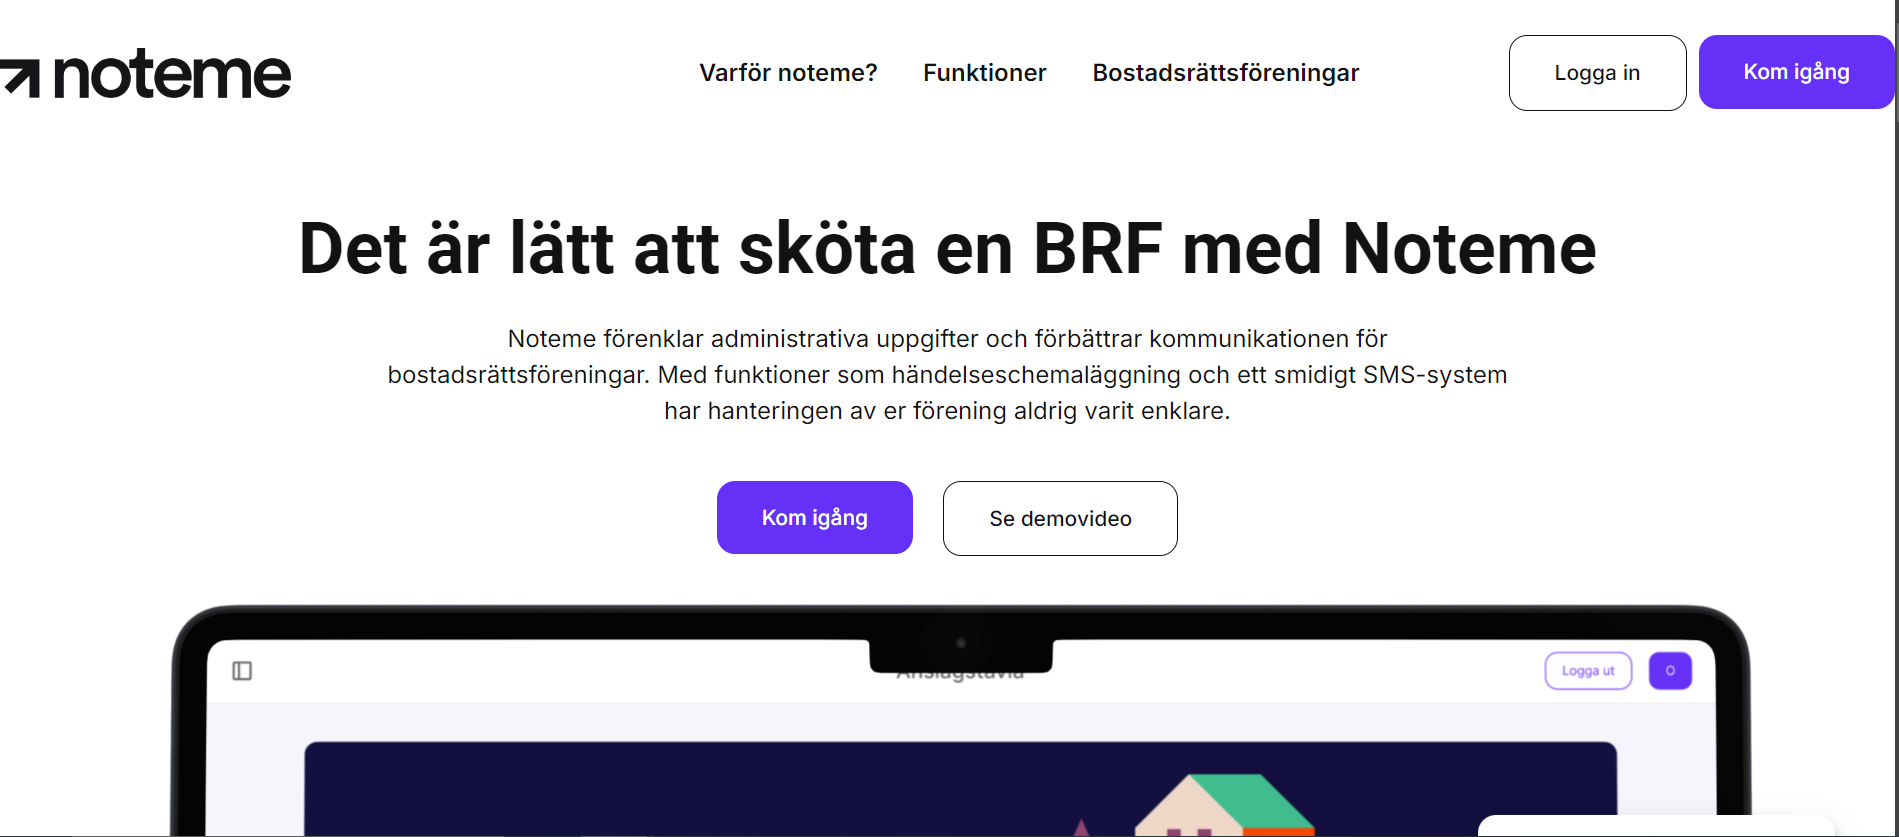 noteme
Varför noteme? Funktioner Bostadsrättsföreningar
Logga in Kom igång
Det är lätt att sköta en BRF med Noteme
Noteme förenklar administrativa uppgifter och förbättrar kommunikationen för
bostadsrättsföreningar. Med funktioner som händelseschemaläggning och ett smidigt SMS-system
har hanteringen av er förening aldrig varit enklare.
Kom igång Se demovideo
Anslagstavla
Logga ut O